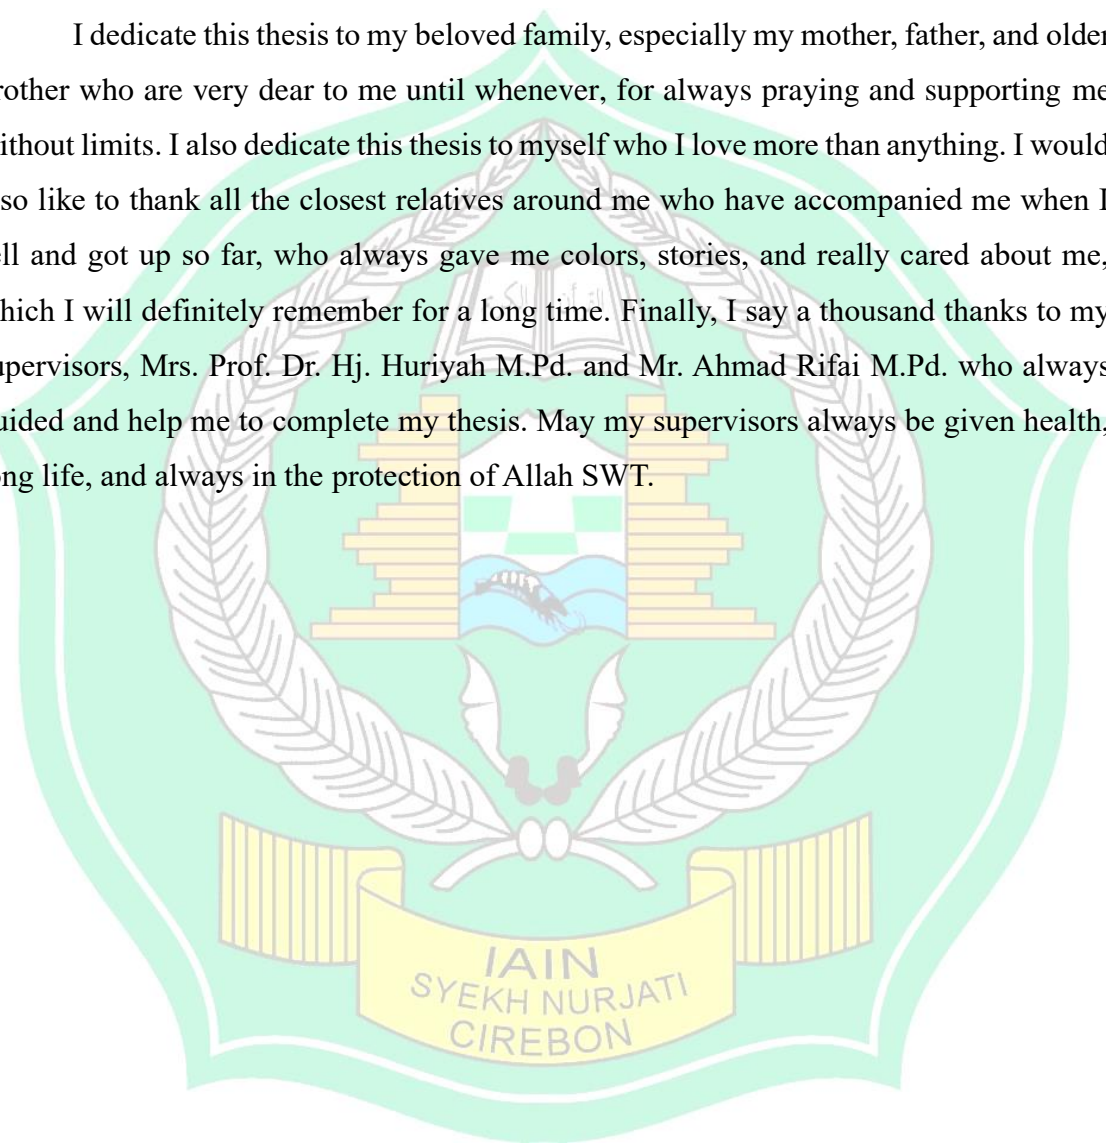 I dedicate this thesis to my beloved family, especially my mother, father, and older
rother who are very dear to me until whenever, for always praying and supporting me
ithout limits. I also dedicate this thesis to myself who I love more than anything. I would
so like to thank all the closest relatives around me who have accompanied me when I
ell and got up so far, who always gave me colors, stories, and really cared about me,
hich I will definitely remember for a long time. Finally, I say a thousand thanks to my
upervisors, Mrs. Prof. Dr. Hj. Huriyah M.Pd. and Mr. Ahmad Rifai M.Pd. who always
uided and help me to complete my thesis. May my supervisors always be given health,
ong life, and always in the protection of Allah SWT.
IAIN
SYEKH NURJATI
CIREBON